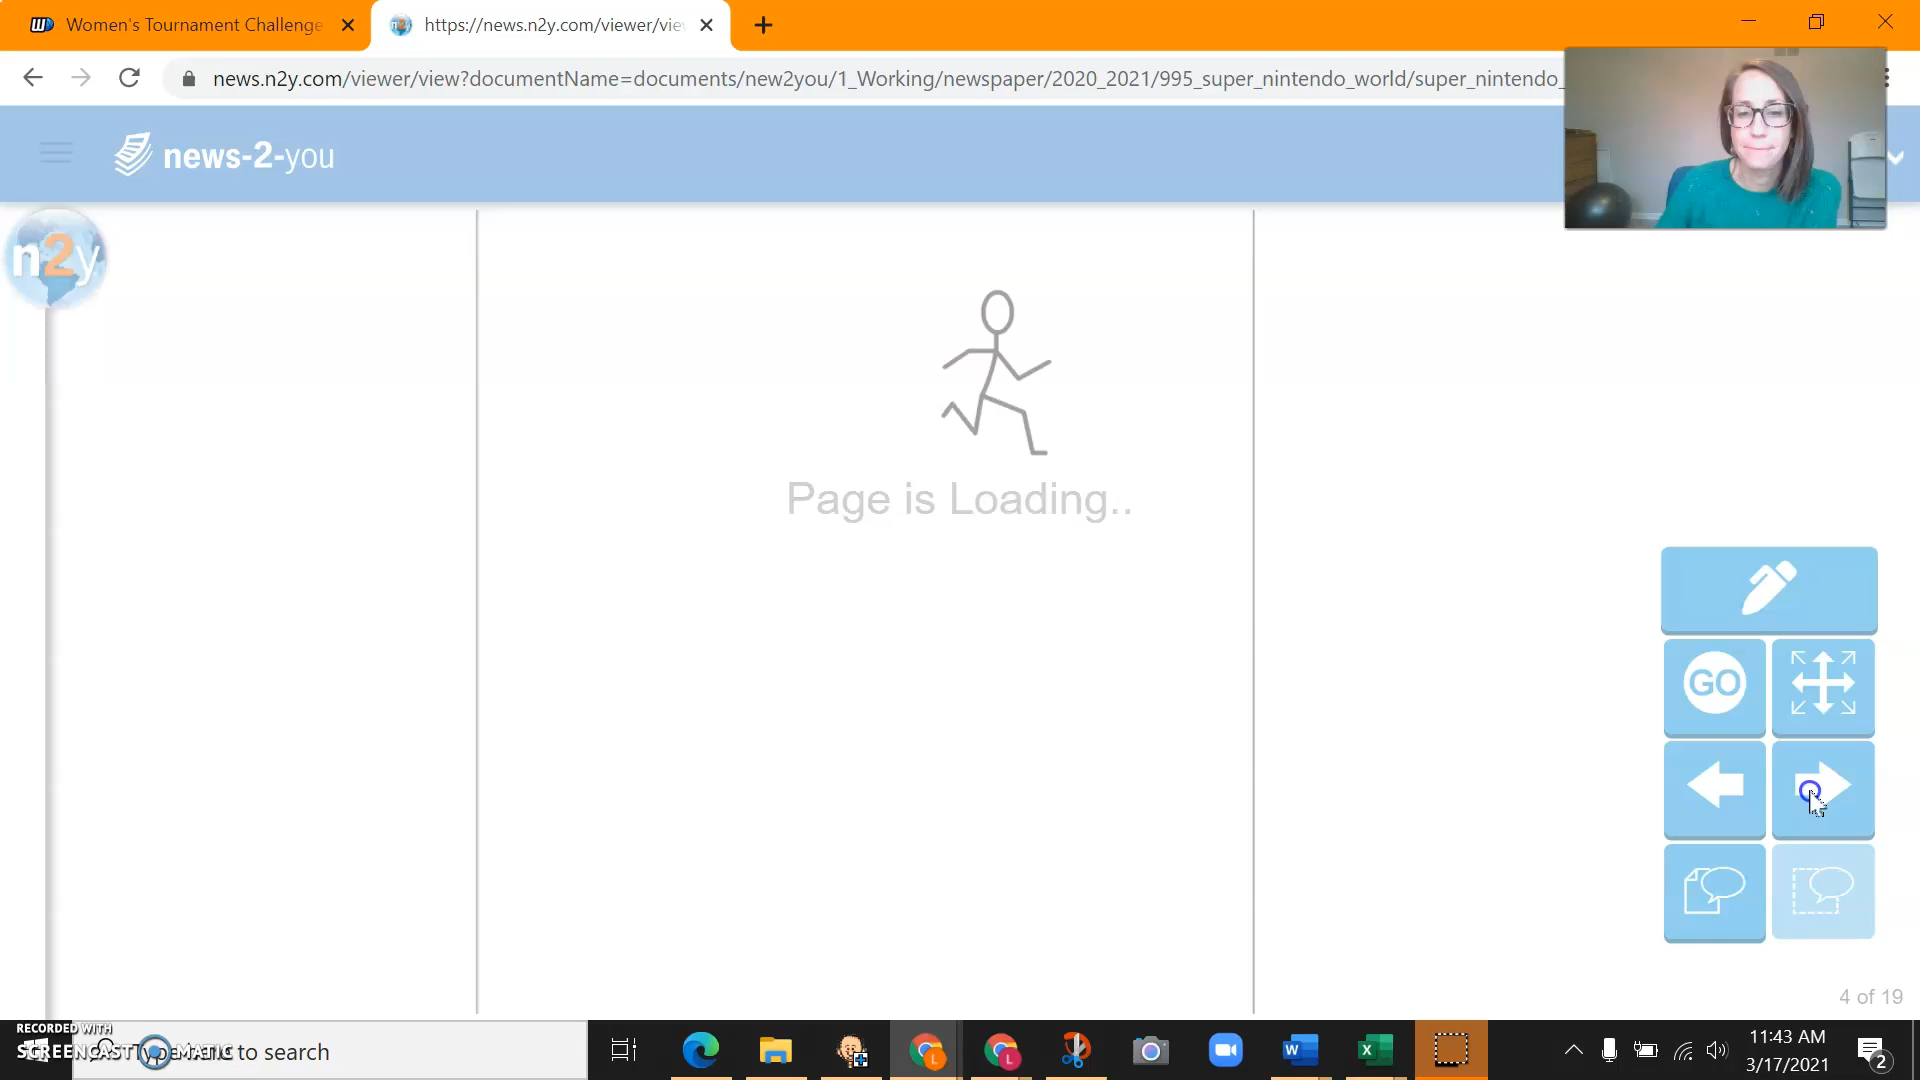 Women's Tournament Challenge
https://news.n2y.com/viewer/vie
news.n2y.com/viewer/view?documentName=documents/new2you/1_Working/newspaper/2020_2021/995_super_nintendo_world/super_nintendo_
news-2-you
n2y
Page is Loading..
GO
4 of 19
RECORDED WITH
SCREENCAST MATIC
to search
11:43 AM
3/17/2021
2